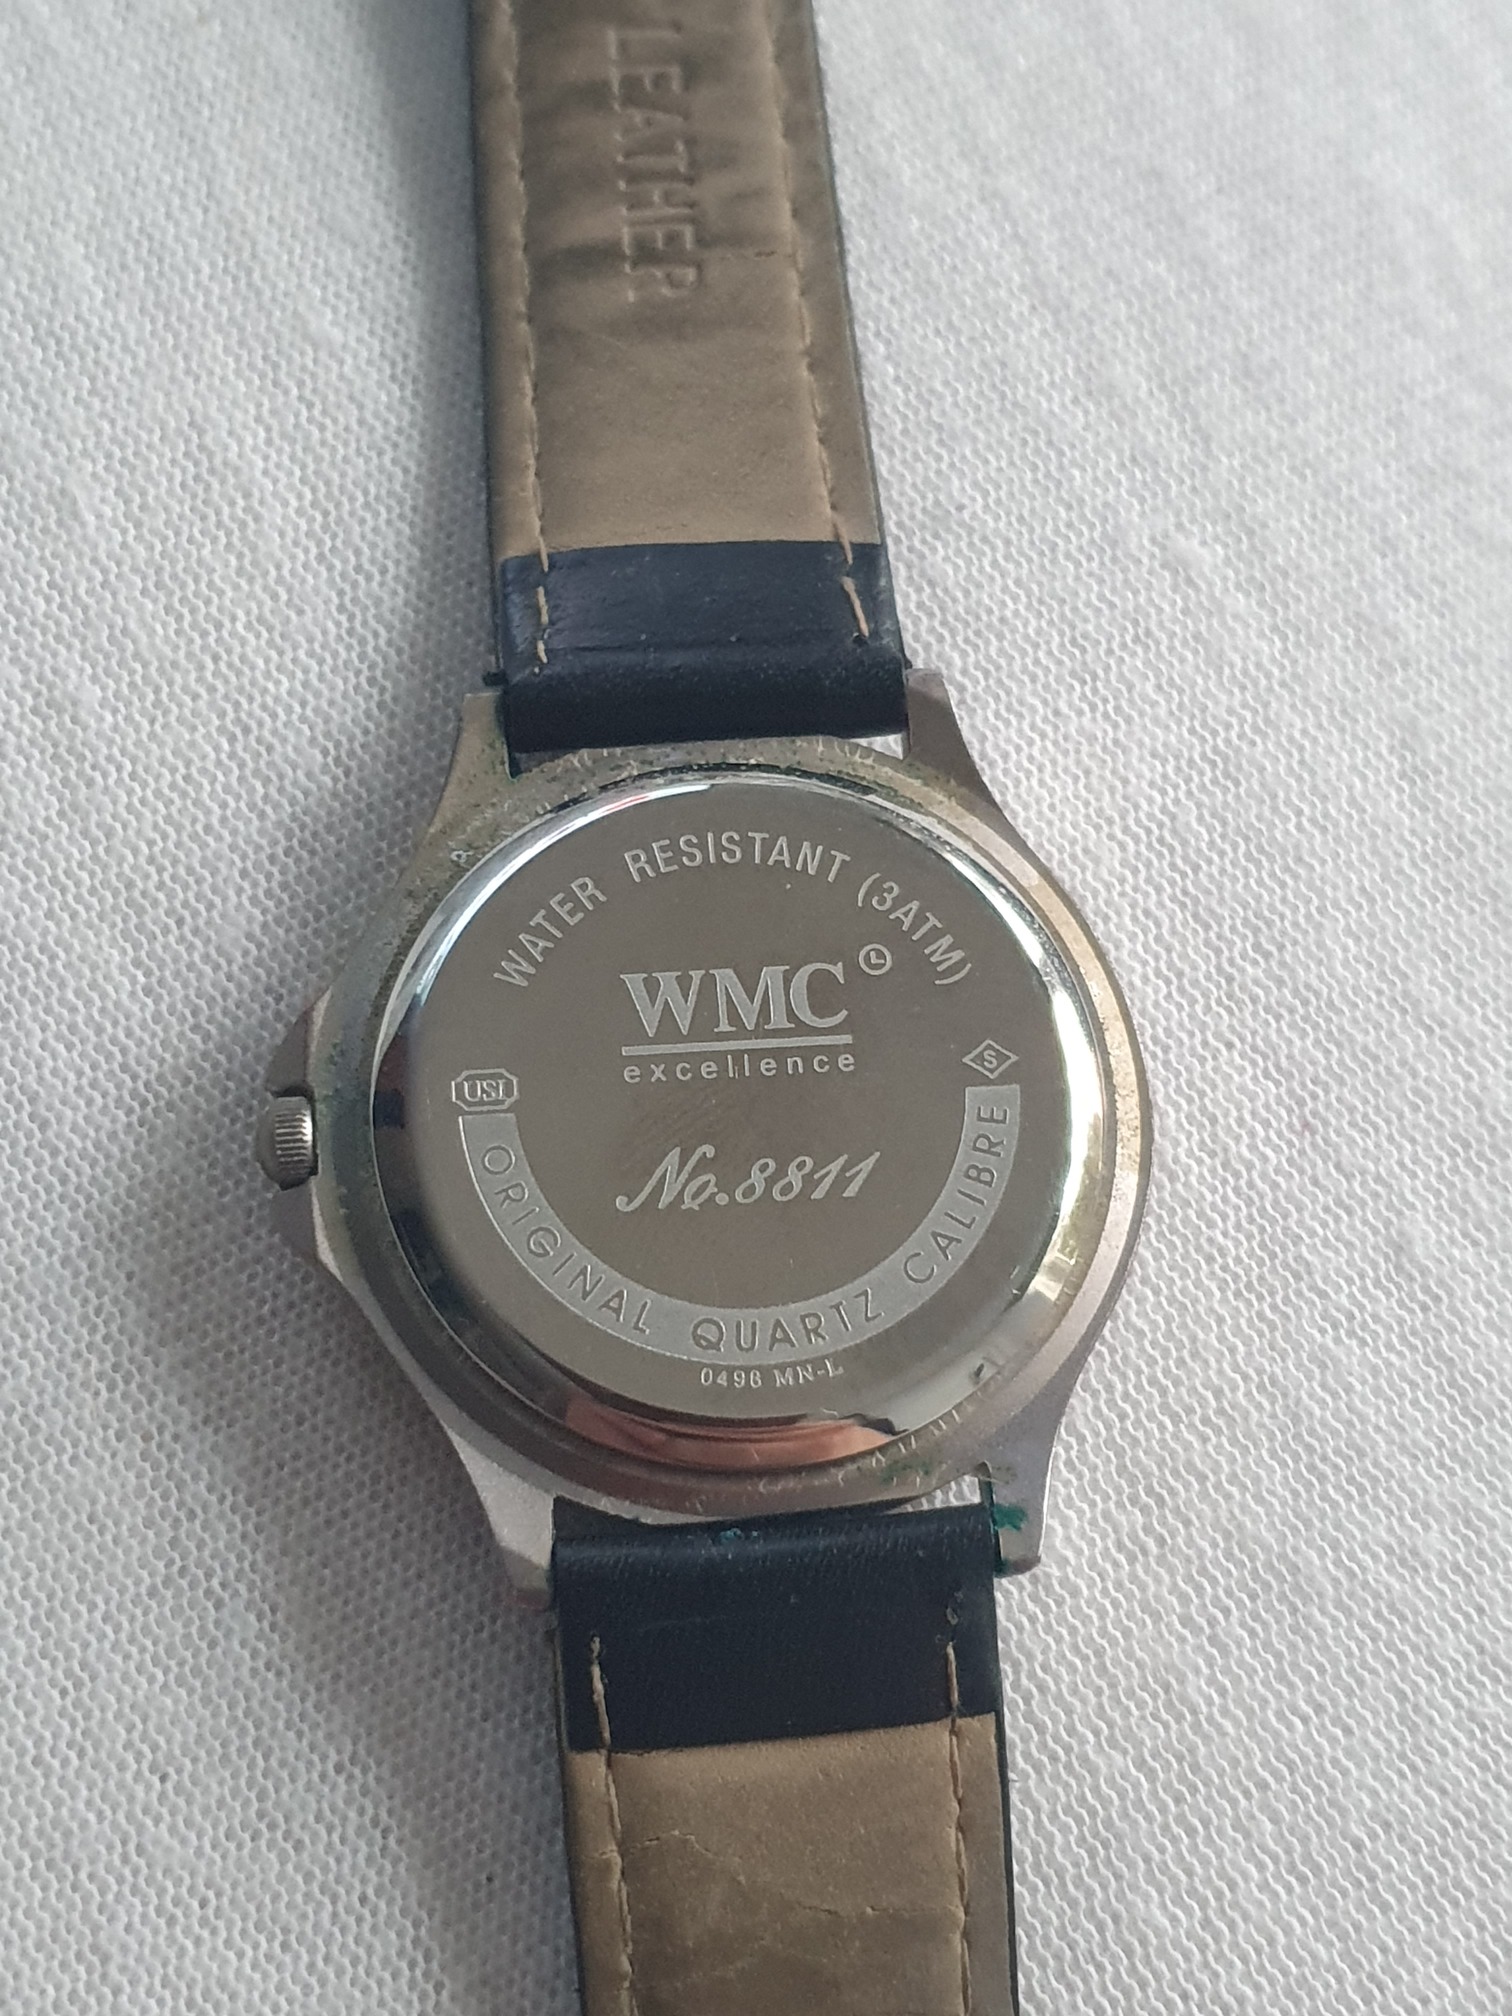 LEATHER
WATER RESISTANT (3ATM)
WMC
excellence
USI
S
No.8811
ORIGINAL QUARTZ CALIBRE
0496 MN-L